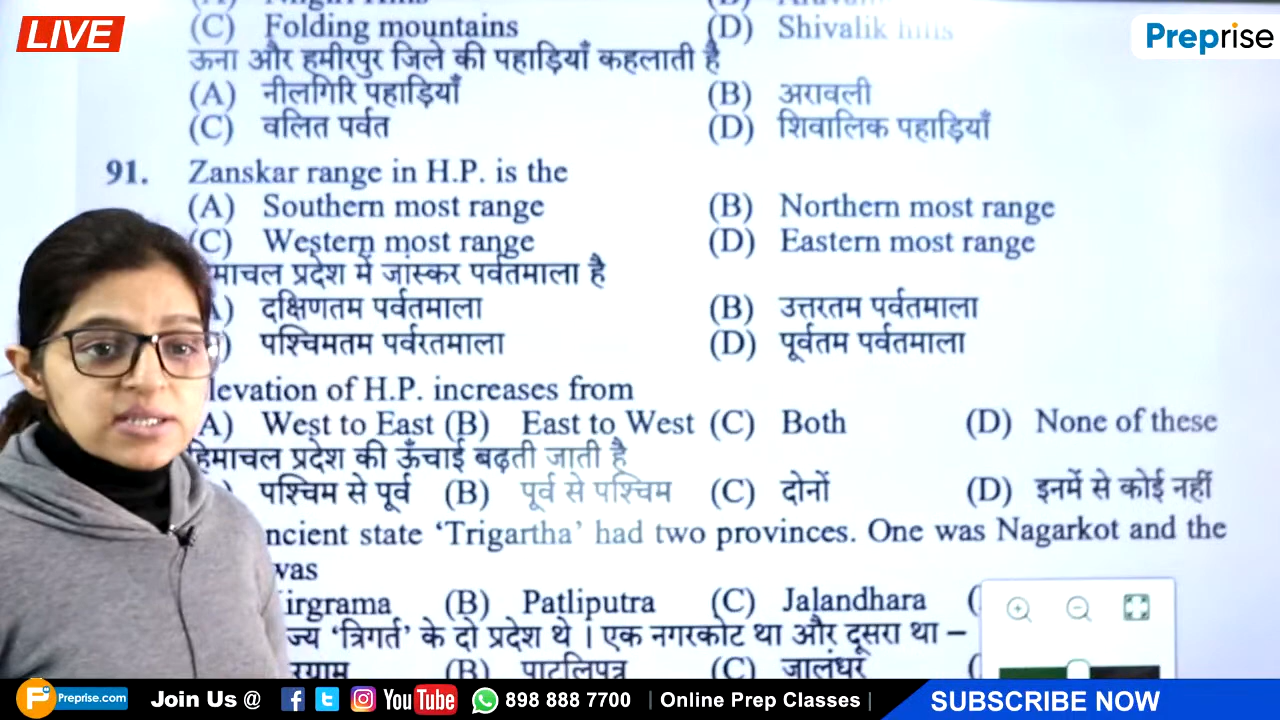 LIVE
Preprise
(C) Folding mountains (D) Shivalik hills
ऊना और हमीरपुर जिले की पहाड़ियाँ कहलाती है
(A) नीलगिरि पहाड़ियाँ (B) अरावली
(C) वलित पर्वत (D) शिवालिक पहाड़ियाँ
91. Zanskar range in H.P. is the
(A) Southern most range (B) Northern most range
(C) Western most range (D) Eastern most range
हिमाचल प्रदेश में जांस्कर पर्वतमाला है
) दक्षिणतम पर्वतमाला (B) उत्तरतम पर्वतमाला
) पश्चिमतम पर्वरतमाला (D) पूर्वतम पर्वतमाला
levation of H.P. increases from
A) West to East (B) East to West (C) Both (D) None of these
हिमाचल प्रदेश की ऊँचाई बढ़ती जाती है
) पश्चिम से पूर्व (B) पूर्व से पश्चिम (C) दोनों (D) इनमें से कोई नहीं
ncient state ‘Trigartha’ had two provinces. One was Nagarkot and the
was
irgrama (B) Patliputra (C) Jalandhara (
ज्य ‘त्रिगर्त’ के दो प्रदेश थे । एक नगरकोट था और दूसरा था –
रग्राम (B) पाटलिपुत्र (C) जालंधर (
Preprise.com Join Us @ YouTube 898 888 7700 | Online Prep Classes | SUBSCRIBE NOW